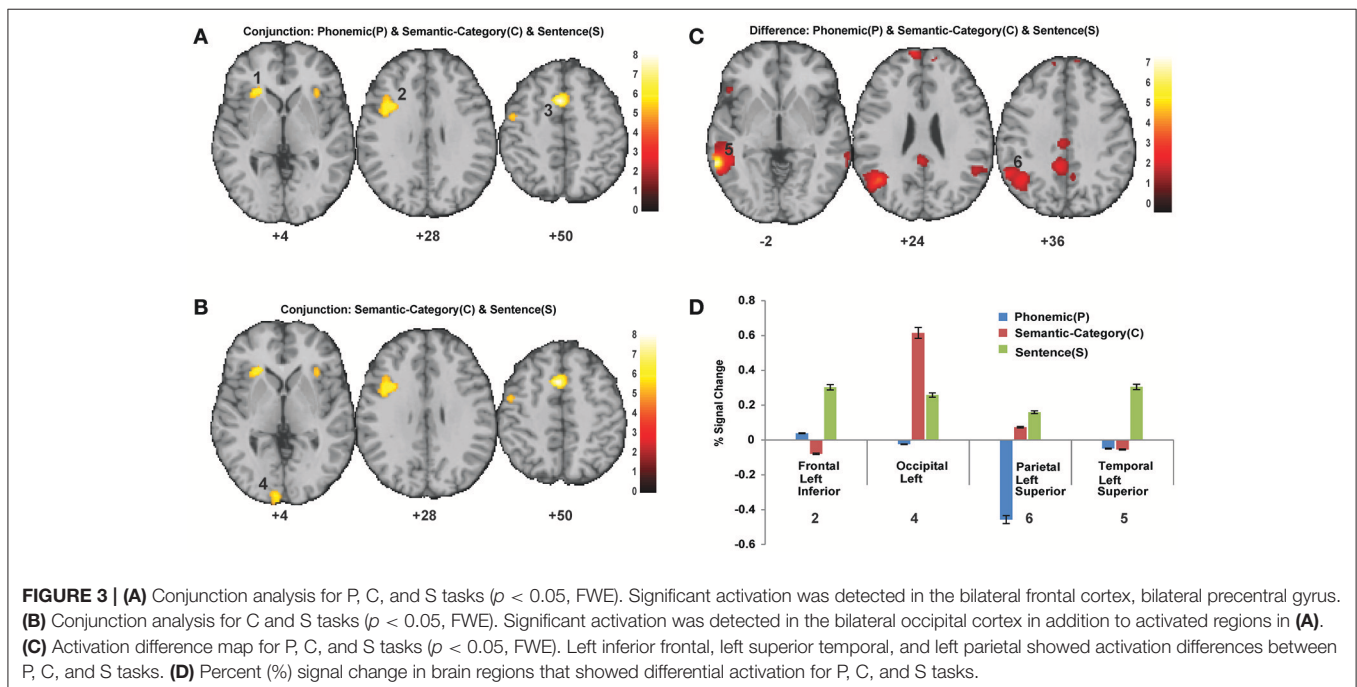 A
Conjunction: Phonemic(P) & Semantic-Category(C) & Sentence(S)
1
2
3
8
7
6
5
4
3
2
1
0
+4
+28
+50
C
Difference: Phonemic(P) & Semantic-Category(C) & Sentence(S)
5
6
7
6
5
4
3
2
1
0
-2
+24
+36
B
Conjunction: Semantic-Category(C) & Sentence(S)
4
8
7
6
5
4
3
2
1
0
+4
+28
+50
D
% Signal Change
0.8
0.6
0.4
0.2
0
-0.2
-0.4
-0.6
Phonemic(P)
Semantic-Category(C)
Sentence(S)
Frontal
Left
Inferior
2
Occipital
Left
4
Parietal
Left
Superior
6
Temporal
Left
Superior
5
FIGURE 3 | (A) Conjunction analysis for P, C, and S tasks (p < 0.05, FWE). Significant activation was detected in the bilateral frontal cortex, bilateral precentral gyrus.
(B) Conjunction analysis for C and S tasks (p < 0.05, FWE). Significant activation was detected in the bilateral occipital cortex in addition to activated regions in (A).
(C) Activation difference map for P, C, and S tasks (p < 0.05, FWE). Left inferior frontal, left superior temporal, and left parietal showed activation differences between
P, C, and S tasks. (D) Percent (%) signal change in brain regions that showed differential activation for P, C, and S tasks.